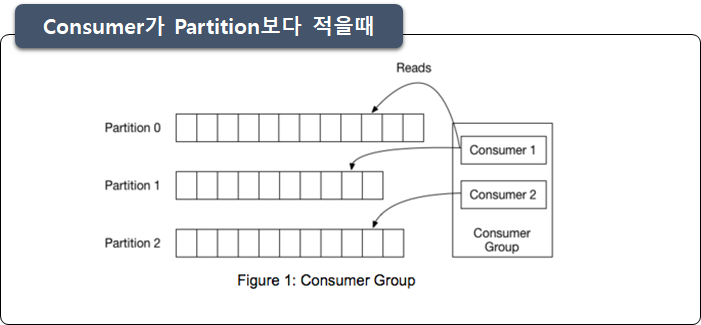 Consumer가 Partition보다 적을때
Reads
Partition 0
Consumer 1
Partition 1
Consumer 2
Partition 2
Consumer
Group
Figure 1: Consumer Group